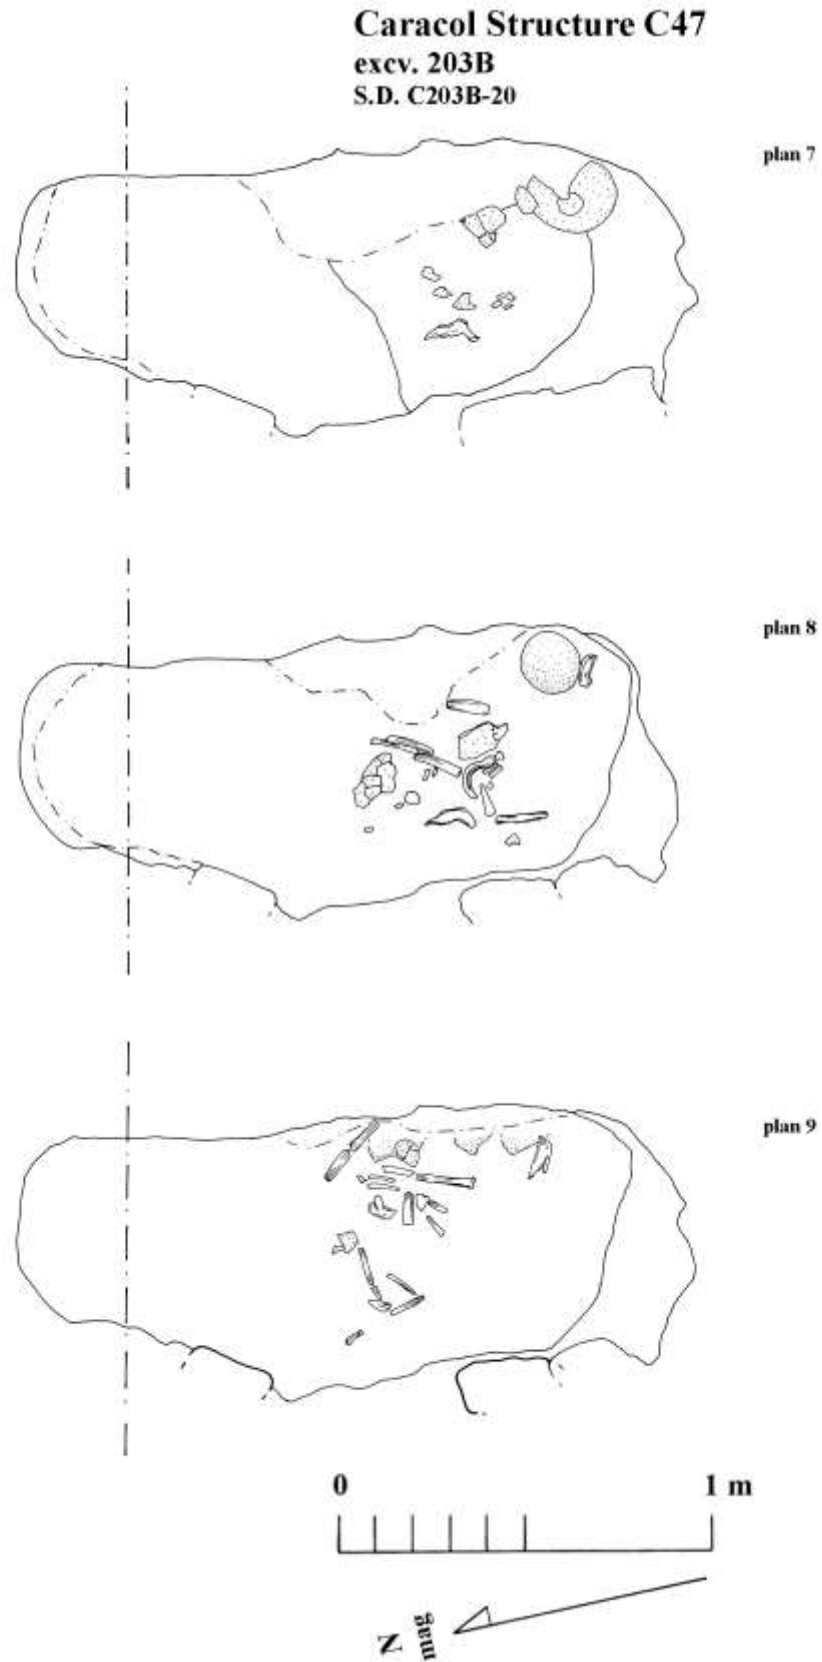 Caracol Structure C47
excv. 203B
S.D. C203B-20
plan 7
plan 8
plan 9
0 1 m
mag
N